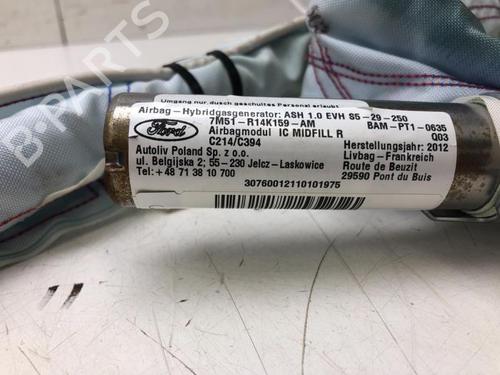 Umgang nur durch geschultes Personal erlaubt
Airbag-Hybridgasgenerator: ASH 1.0 EVH S5-29-250
Ford
7M51-R14K159-AM
BAM-PT1-0635
Airbagmodul IC MIDFILL R
Q03
C214/C394
Herstellungsjahr: 2012
Autoliv Poland Sp. z o.o.
Livbag-Frankreich
ul. Belgijska 2; 55-230 Jelcz-Laskowice
Route de Beuzit
Tel: +48 71 38 10 700
29590 Pont du Buis
30760012110101975
B-PARTS